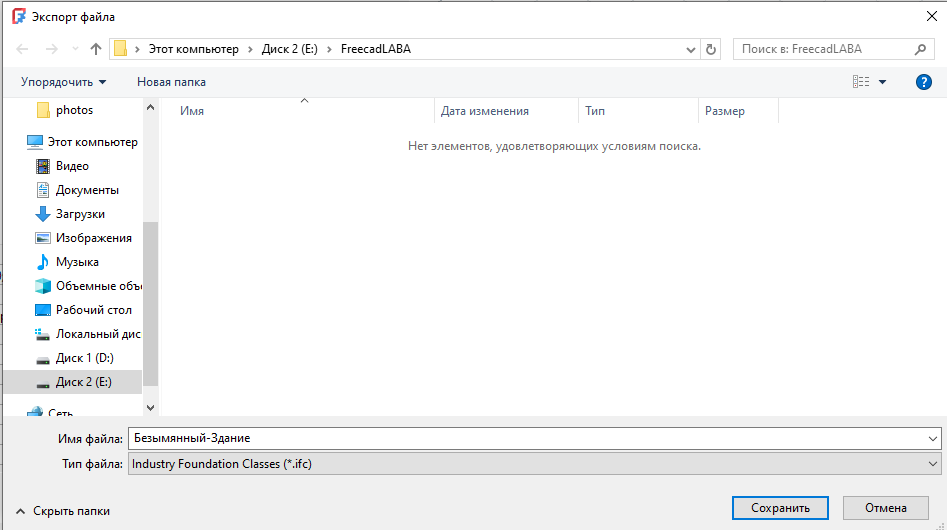 Экспорт файла
Этот компьютер Диск 2 (E:) FreecadLABA
Поиск в: FreecadLABA
Упорядочить Новая папка
?
Имя Дата изменения Тип Размер
Нет элементов, удовлетворяющих условиям поиска.
photos
Этот компьютер
Видео
Документы
Загрузки
Изображения
Музыка
Объемные объ
Рабочий стол
Локальный дис
Диск 1 (D:)
Диск 2 (E:)
Сеть
Имя файла: Безымянный-Здание
Тип файла: Industry Foundation Classes (*.ifc)
Скрыть папки
Сохранить Отмена